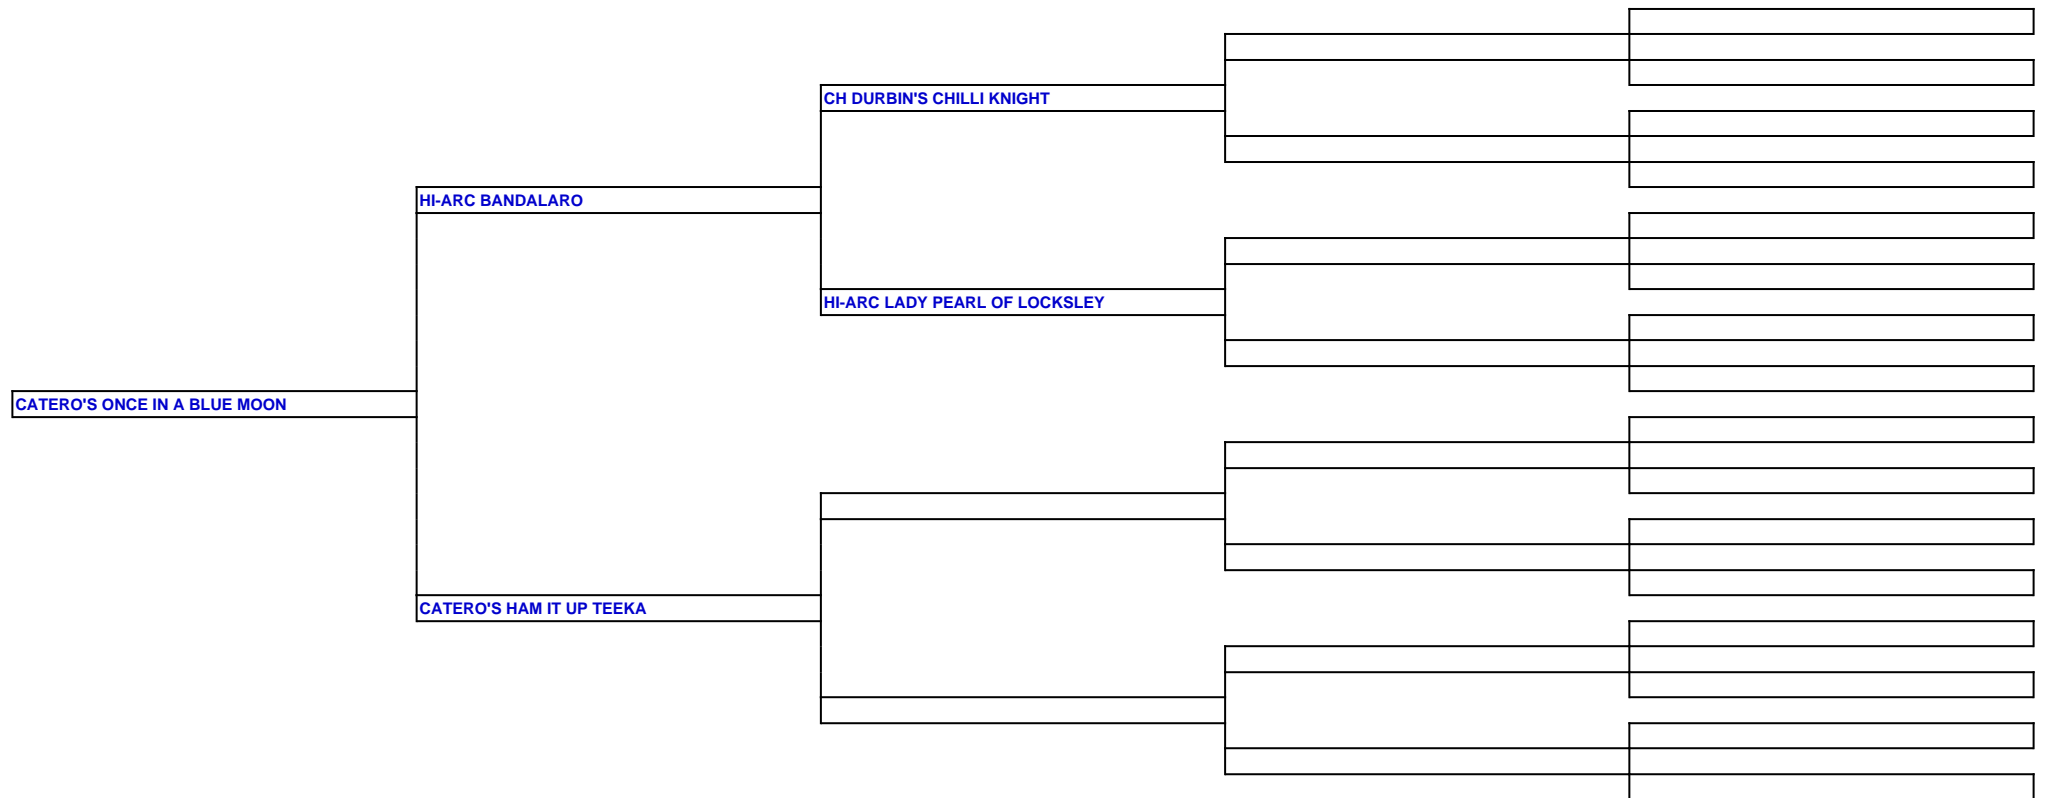 CH DURBIN'S CHILLI KNIGHT
HI-ARC BANDALARO
HI-ARC LADY PEARL OF LOCKSLEY
CATERO'S ONCE IN A BLUE MOON
CATERO'S HAM IT UP TEEKA